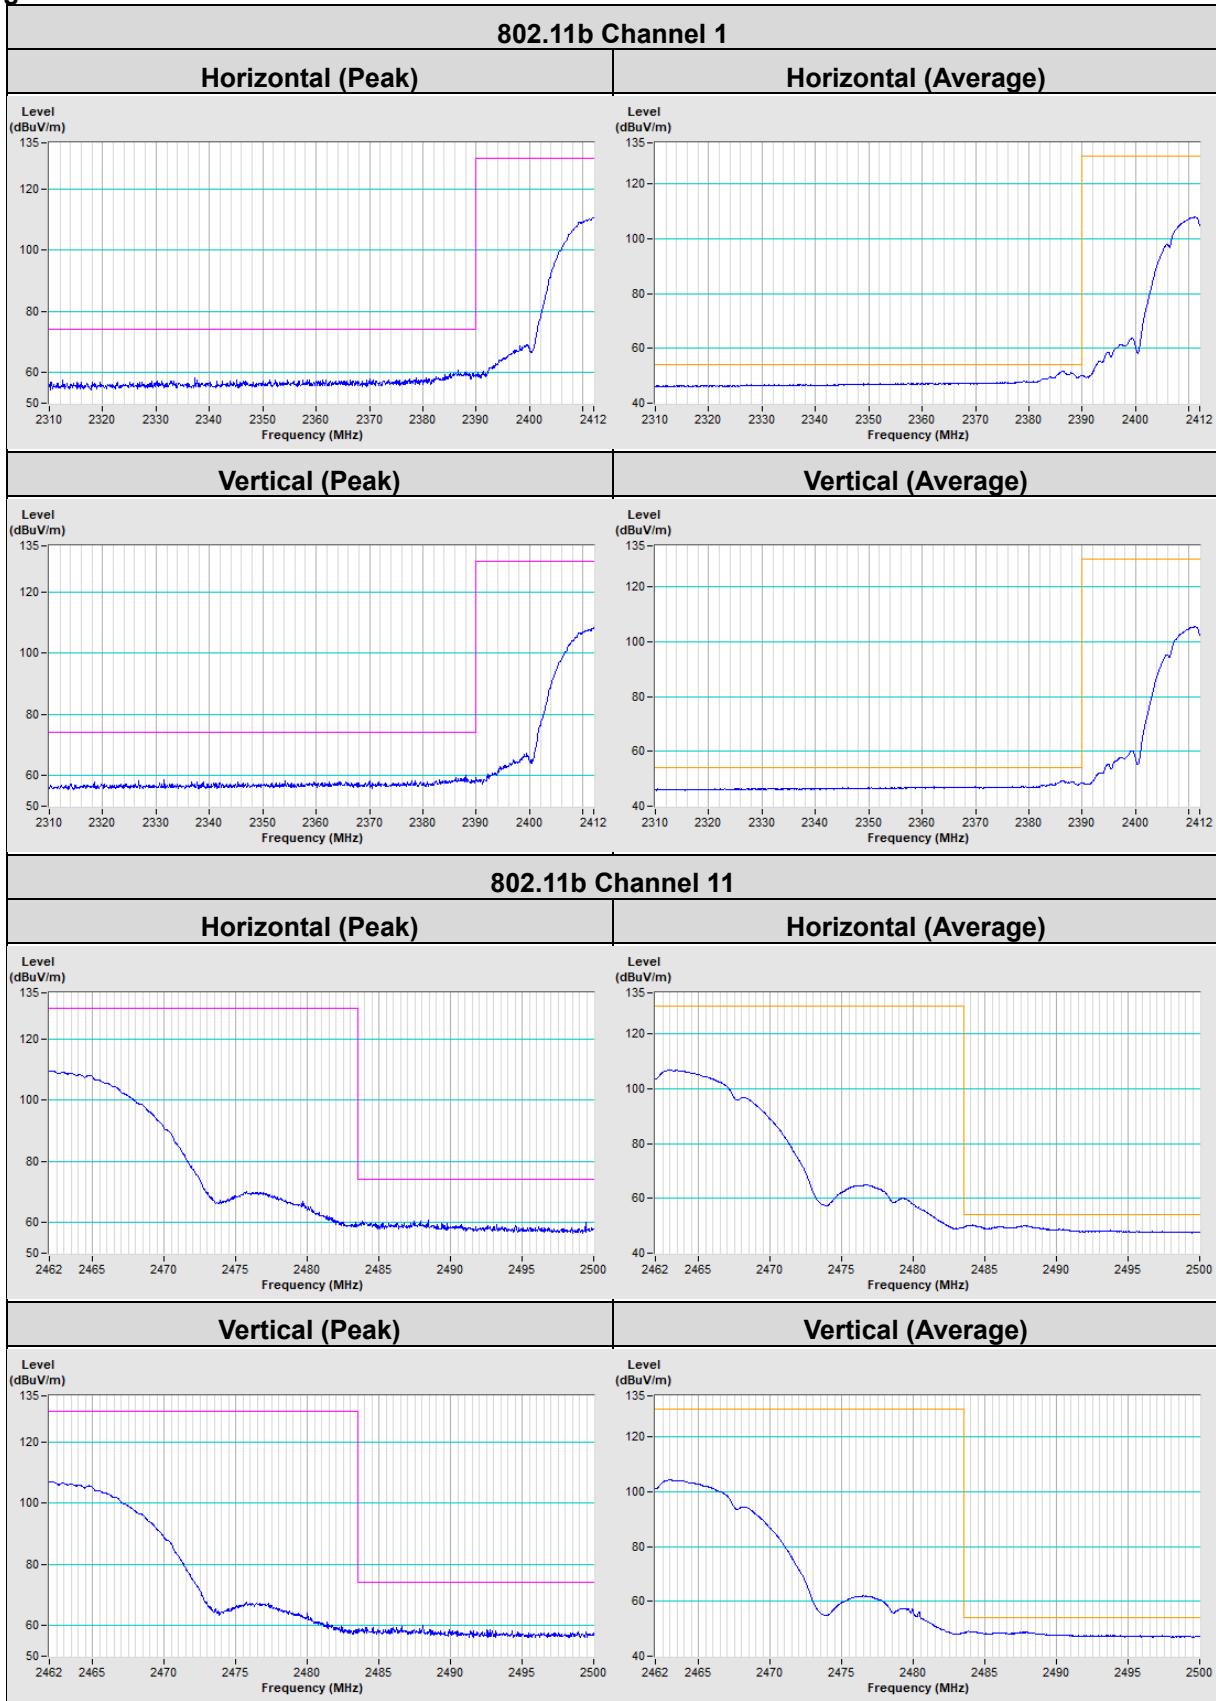 802.11b Channel 1
Horizontal (Peak) Horizontal (Average)
Level Level
(dBuV/m) (dBuV/m)
135 135
120 120
100 100
80 80
60 60
50 40
2310 2320 2330 2340 2350 2360 2370 2380 2390 2400 2412 2310 2320 2330 2340 2350 2360 2370 2380 2390 2400 2412
Frequency (MHz) Frequency (MHz)
Vertical (Peak) Vertical (Average)
Level Level
(dBuV/m) (dBuV/m)
135 135
120 120
100 100
80 80
60 60
50 40
2310 2320 2330 2340 2350 2360 2370 2380 2390 2400 2412 2310 2320 2330 2340 2350 2360 2370 2380 2390 2400 2412
Frequency (MHz) Frequency (MHz)
802.11b Channel 11
Horizontal (Peak) Horizontal (Average)
Level Level
(dBuV/m) (dBuV/m)
135 135
120 120
100 100
80 80
60 60
50 40
2462 2465 2470 2475 2480 2485 2490 2495 2500 2462 2465 2470 2475 2480 2485 2490 2495 2500
Frequency (MHz) Frequency (MHz)
Vertical (Peak) Vertical (Average)
Level Level
(dBuV/m) (dBuV/m)
135 135
120 120
100 100
80 80
60 60
50 40
2462 2465 2470 2475 2480 2485 2490 2495 2500 2462 2465 2470 2475 2480 2485 2490 2495 2500
Frequency (MHz) Frequency (MHz)